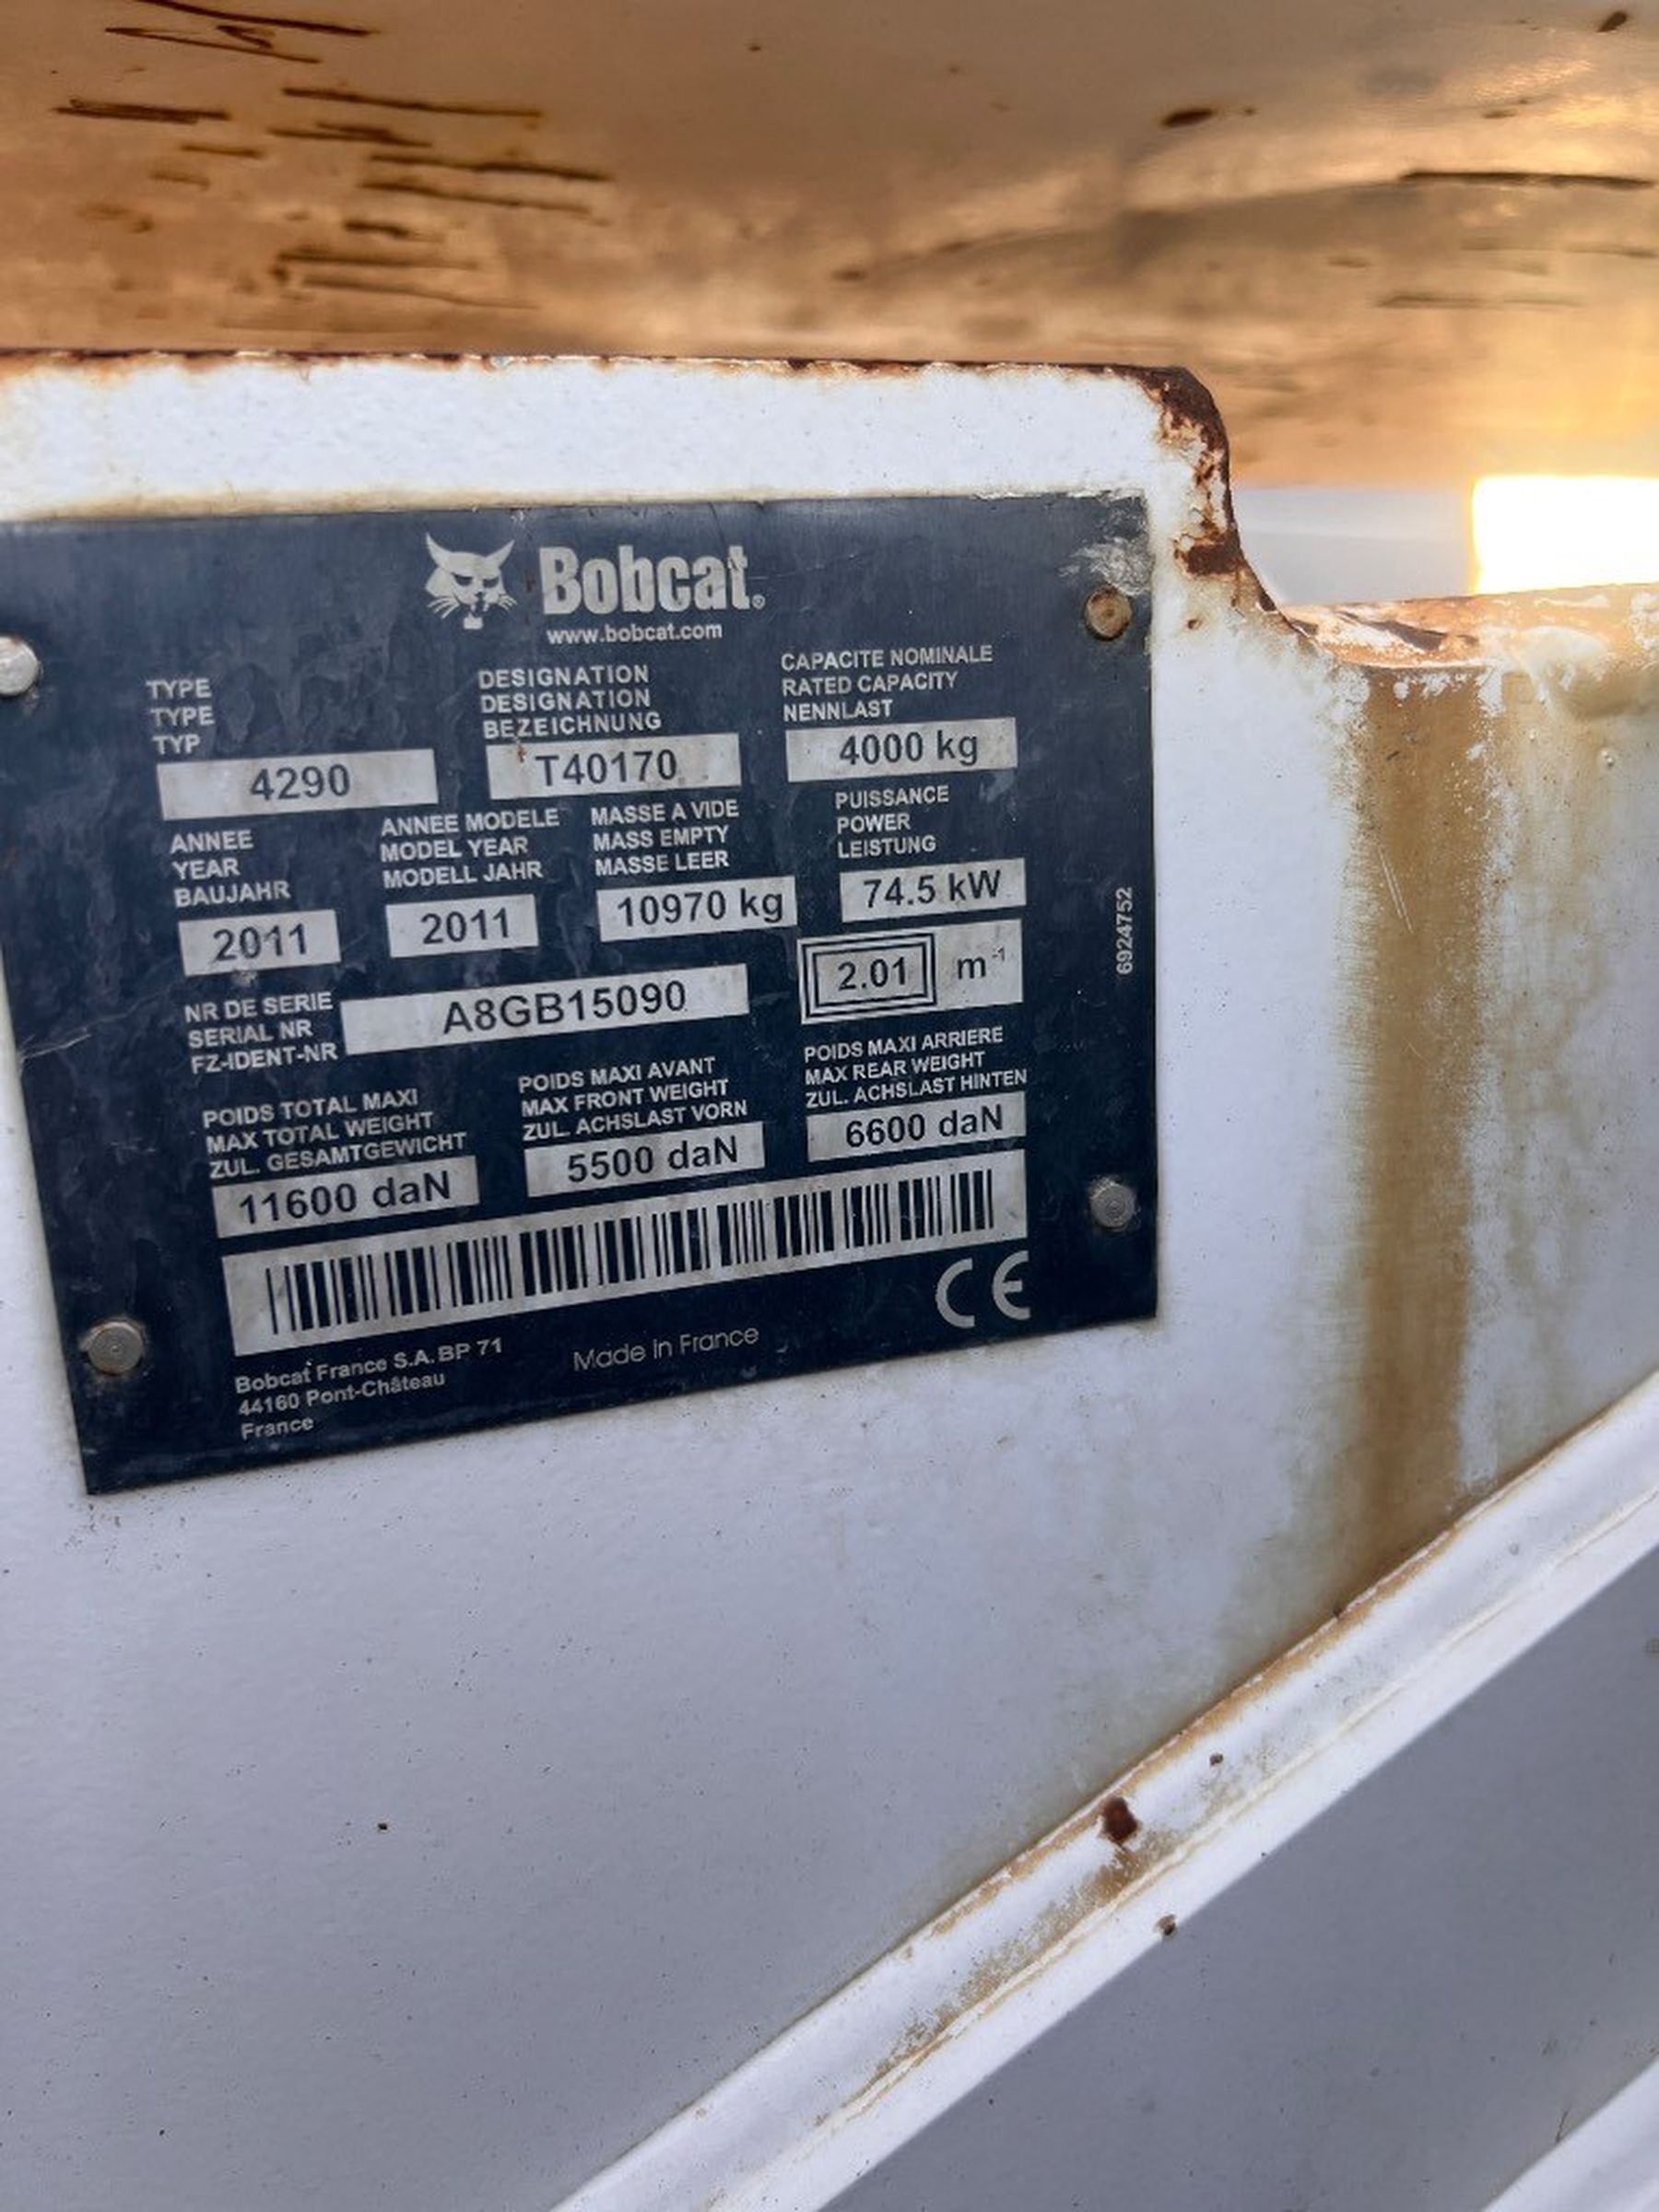 Bobcat®
www.bobcat.com
TYPE
TYPE
TYP
4290
DESIGNATION
DESIGNATION
BEZEICHNUNG
T40170
CAPACITE NOMINALE
RATED CAPACITY
NENNLAST
4000 kg
ANNEE
YEAR
BAUJAHR
2011
ANNEE MODELE
MODEL YEAR
MODELL JAHR
2011
MASSE A VIDE
MASS EMPTY
MASSE LEER
10970 kg
PUISSANCE
POWER
LEISTUNG
74.5 kW
NR DE SERIE
SERIAL NR
FZ-IDENT-NR
A8GB15090
2.01 m⁻¹
POIDS TOTAL MAXI
MAX TOTAL WEIGHT
ZUL. GESAMTGEWICHT
11600 daN
POIDS MAXI AVANT
MAX FRONT WEIGHT
ZUL. ACHSLAST VORN
5500 daN
POIDS MAXI ARRIERE
MAX REAR WEIGHT
ZUL. ACHSLAST HINTEN
6600 daN
6924752
CE
Bobcat France S.A. BP 71
44160 Pont-Château
France
Made in France